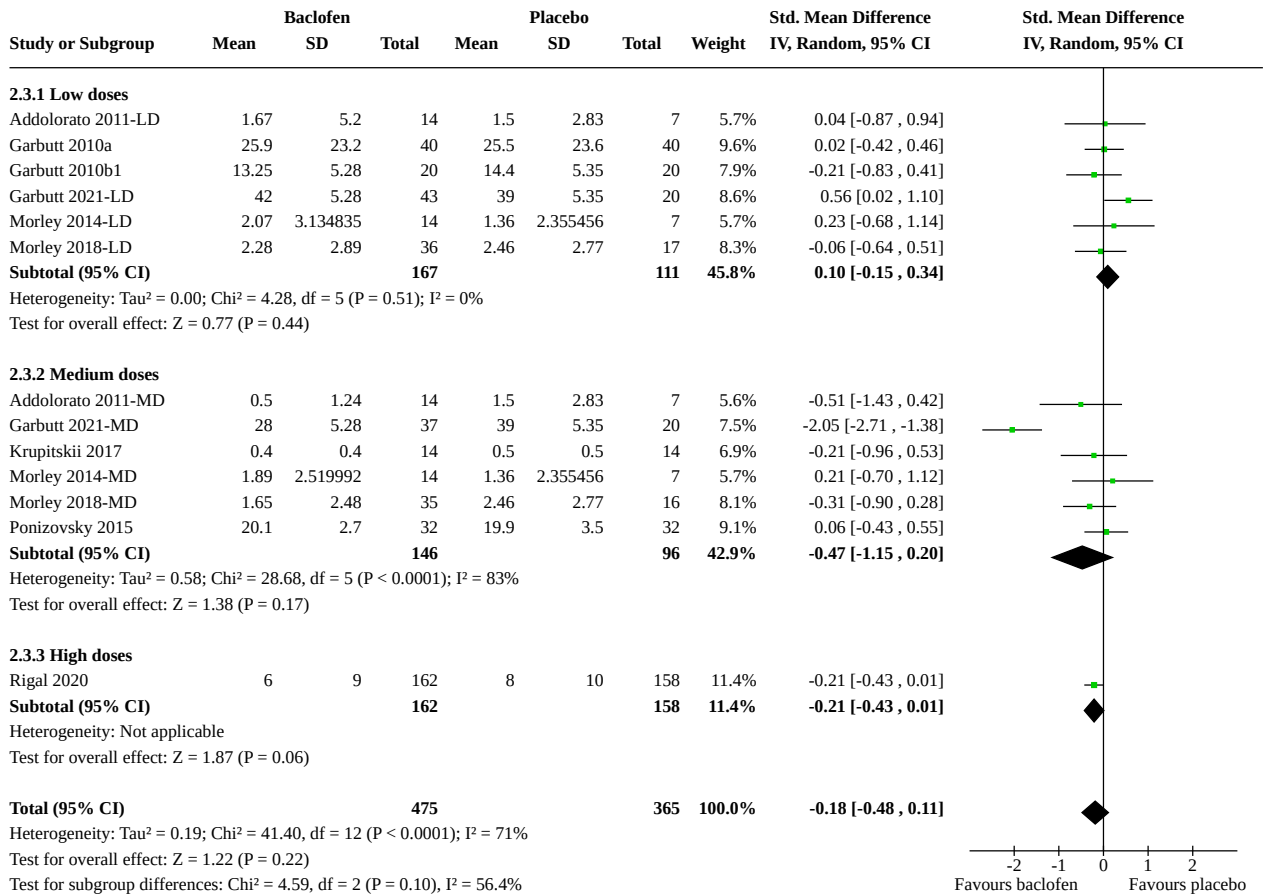 Baclofen Placebo Std. Mean Difference Std. Mean Difference
Study or Subgroup Mean SD Total Mean SD Total Weight IV, Random, 95% CI IV, Random, 95% CI
2.3.1 Low doses
Addolorato 2011-LD 1.67 5.2 14 1.5 2.83 7 5.7% 0.04 [-0.87 , 0.94]
Garbutt 2010a 25.9 23.2 40 25.5 23.6 40 9.6% 0.02 [-0.42 , 0.46]
Garbutt 2010b1 13.25 5.28 20 14.4 5.35 20 7.9% -0.21 [-0.83 , 0.41]
Garbutt 2021-LD 42 5.28 43 39 5.35 20 8.6% 0.56 [0.02 , 1.10]
Morley 2014-LD 2.07 3.134835 14 1.36 2.355456 7 5.7% 0.23 [-0.68 , 1.14]
Morley 2018-LD 2.28 2.89 36 2.46 2.77 17 8.3% -0.06 [-0.64 , 0.51]
Subtotal (95% CI) 167 111 45.8% 0.10 [-0.15 , 0.34]
Heterogeneity: Tau² = 0.00; Chi² = 4.28, df = 5 (P = 0.51); I² = 0%
Test for overall effect: Z = 0.77 (P = 0.44)
2.3.2 Medium doses
Addolorato 2011-MD 0.5 1.24 14 1.5 2.83 7 5.6% -0.51 [-1.43 , 0.42]
Garbutt 2021-MD 28 5.28 37 39 5.35 20 7.5% -2.05 [-2.71 , -1.38]
Krupitskii 2017 0.4 0.4 14 0.5 0.5 14 6.9% -0.21 [-0.96 , 0.53]
Morley 2014-MD 1.89 2.519992 14 1.36 2.355456 7 5.7% 0.21 [-0.70 , 1.12]
Morley 2018-MD 1.65 2.48 35 2.46 2.77 16 8.1% -0.31 [-0.90 , 0.28]
Ponizovsky 2015 20.1 2.7 32 19.9 3.5 32 9.1% 0.06 [-0.43 , 0.55]
Subtotal (95% CI) 146 96 42.9% -0.47 [-1.15 , 0.20]
Heterogeneity: Tau² = 0.58; Chi² = 28.68, df = 5 (P < 0.0001); I² = 83%
Test for overall effect: Z = 1.38 (P = 0.17)
2.3.3 High doses
Rigal 2020 6 9 162 8 10 158 11.4% -0.21 [-0.43 , 0.01]
Subtotal (95% CI) 162 158 11.4% -0.21 [-0.43 , 0.01]
Heterogeneity: Not applicable
Test for overall effect: Z = 1.87 (P = 0.06)
Total (95% CI) 475 365 100.0% -0.18 [-0.48 , 0.11]
Heterogeneity: Tau² = 0.19; Chi² = 41.40, df = 12 (P < 0.0001); I² = 71%
Test for overall effect: Z = 1.22 (P = 0.22)
-2 -1 0 1 2
Test for subgroup differences: Chi² = 4.59, df = 2 (P = 0.10), I² = 56.4%
Favours baclofen Favours placebo